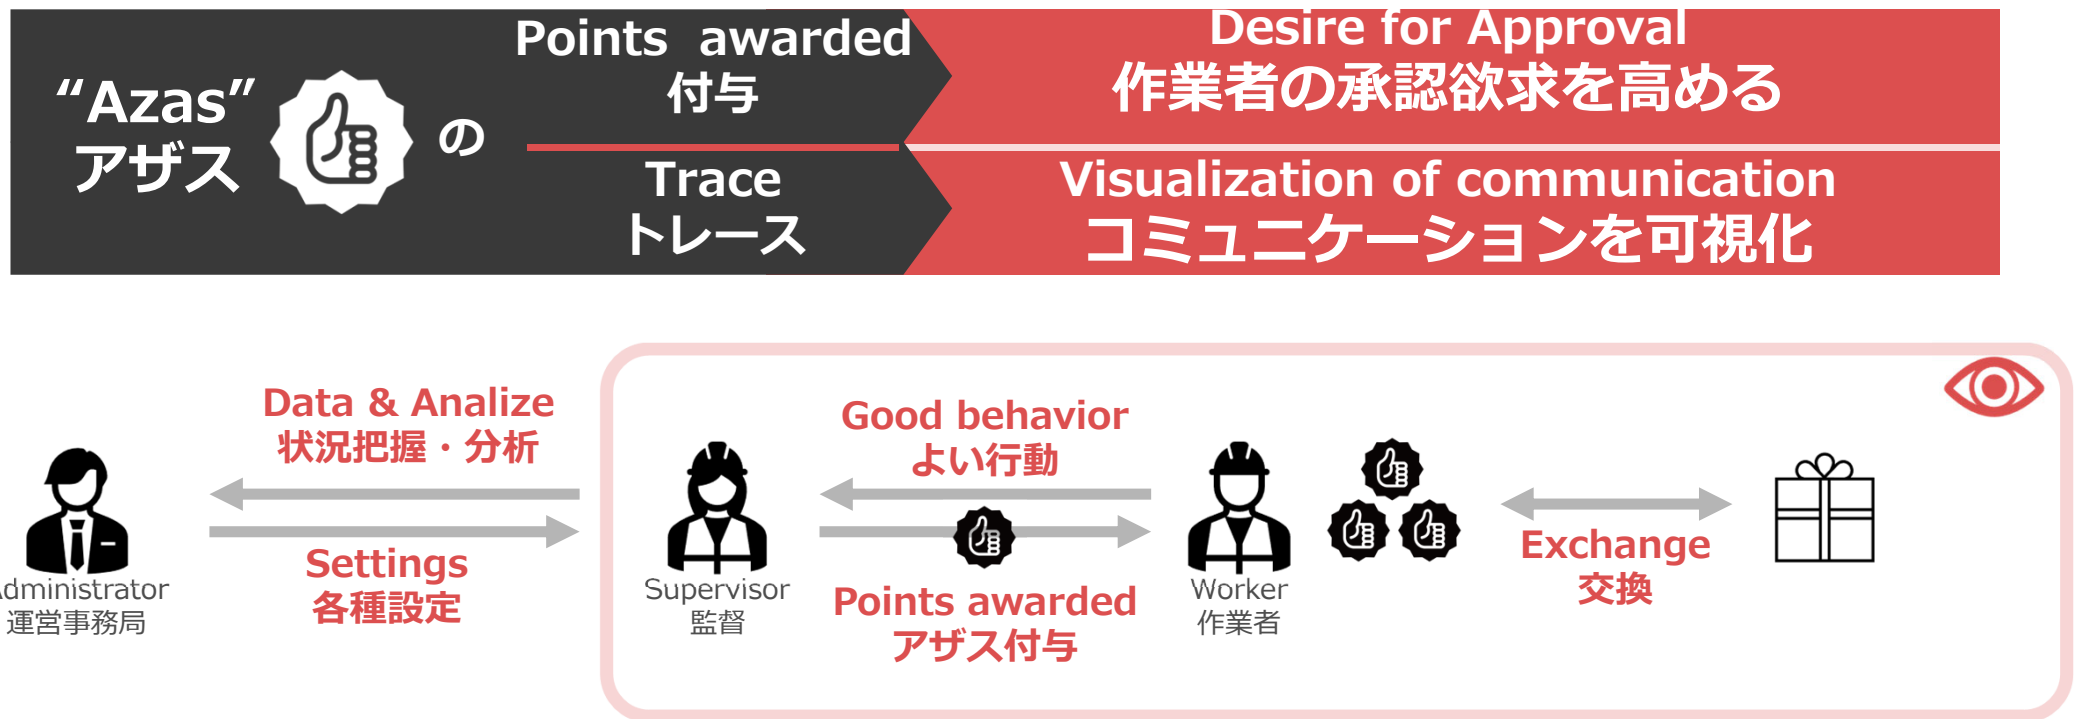 “Azas”
アザス
の
Points awarded
付与
Desire for Approval
作業者の承認欲求を高める
Trace
トレース
Visualization of communication
コミュニケーションを可視化
Data & Analize
状況把握・分析
Settings
各種設定
dministrator
運営事務局
Supervisor
監督
Good behavior
よい行動
Points awarded
アザス付与
Worker
作業者
Exchange
交換